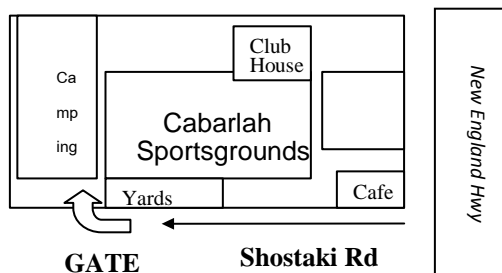 Club
House
Ca
mp
ing
Cabarlah
Sportsgrounds
New England Hwy
Yards
Cafe
GATE
Shostaki Rd